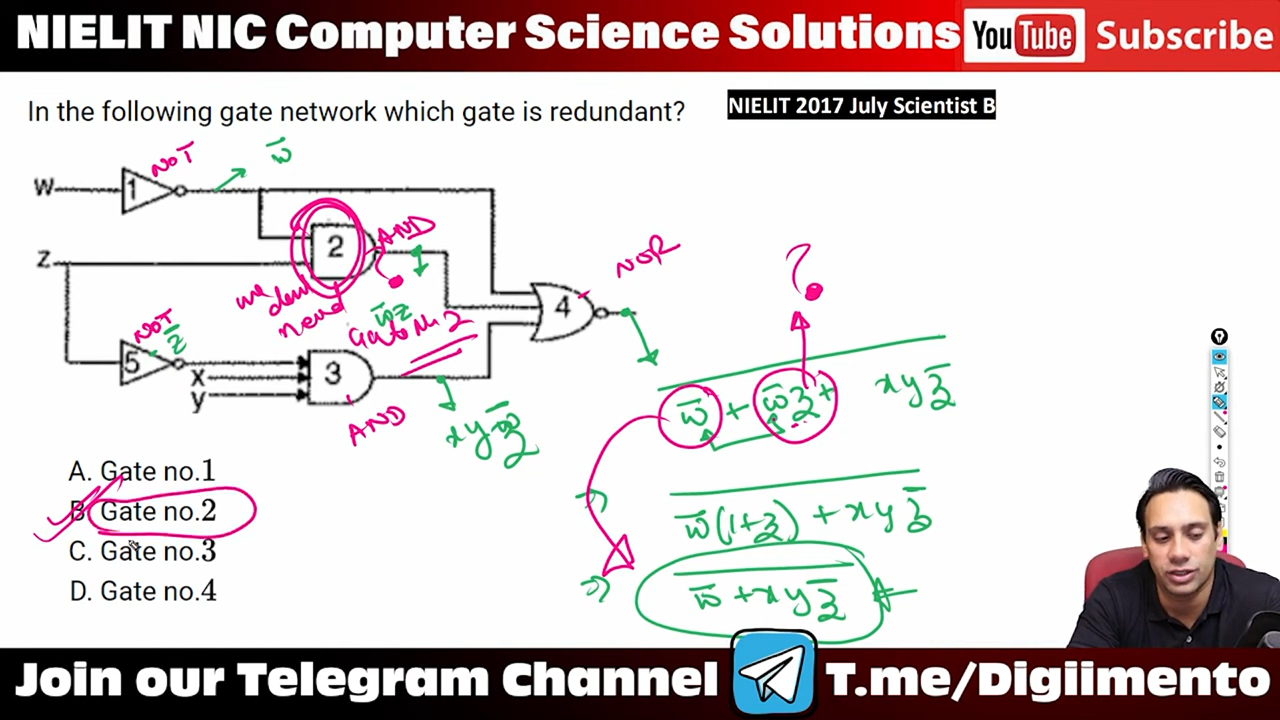 NIELIT NIC Computer Science Solutions YouTube Subscribe
In the following gate network which gate is redundant? NIELIT 2017 July Scientist B
W 1 NOT w̅
Z 2 AND
we don't need Gate No. 2
w̅z
4 NOR
?
5 NOT z̅
x
y
3 AND
xyz̅
w̅ + w̅z + xyz̅
w̅(1+z) + xyz̅
w̅ + xyz̅
A. Gate no.1
B. Gate no.2
C. Gate no.3
D. Gate no.4
Join our Telegram Channel T.me/Digiimento